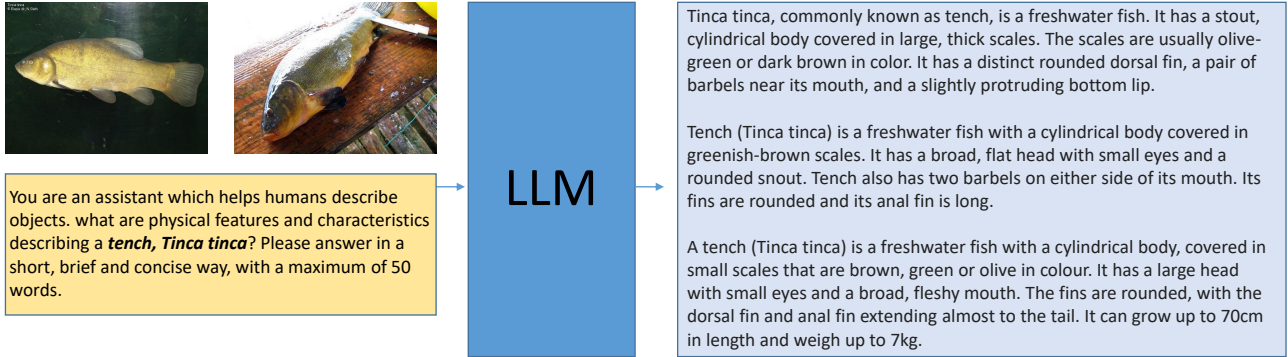 Tinca tinca
You are an assistant which helps humans describe
objects. what are physical features and characteristics
describing a tench, Tinca tinca? Please answer in a
short, brief and concise way, with a maximum of 50
words.
LLM
Tinca tinca, commonly known as tench, is a freshwater fish. It has a stout,
cylindrical body covered in large, thick scales. The scales are usually olive-
green or dark brown in color. It has a distinct rounded dorsal fin, a pair of
barbels near its mouth, and a slightly protruding bottom lip.
Tench (Tinca tinca) is a freshwater fish with a cylindrical body covered in
greenish-brown scales. It has a broad, flat head with small eyes and a
rounded snout. Tench also has two barbels on either side of its mouth. Its
fins are rounded and its anal fin is long.
A tench (Tinca tinca) is a freshwater fish with a cylindrical body, covered in
small scales that are brown, green or olive in colour. It has a large head
with small eyes and a broad, fleshy mouth. The fins are rounded, with the
dorsal fin and anal fin extending almost to the tail. It can grow up to 70cm
in length and weigh up to 7kg.